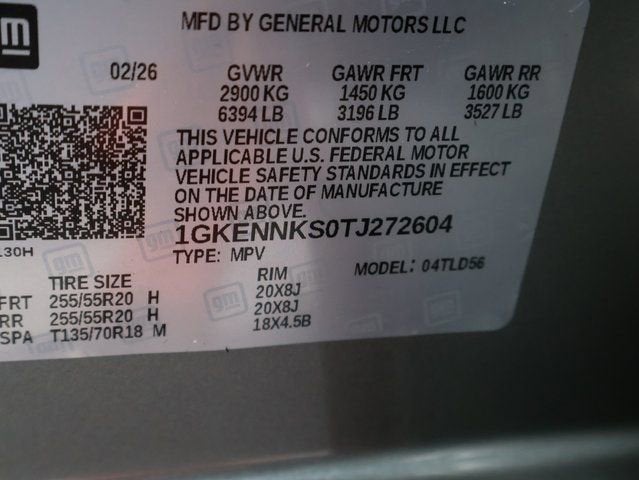 gm
MFD BY GENERAL MOTORS LLC
02/26 GVWR GAWR FRT GAWR RR
2900 KG 1450 KG 1600 KG
6394 LB 3196 LB 3527 LB
THIS VEHICLE CONFORMS TO ALL
APPLICABLE U.S. FEDERAL MOTOR
VEHICLE SAFETY STANDARDS IN EFFECT
ON THE DATE OF MANUFACTURE
SHOWN ABOVE.
1GKENNKS0TJ272604
130H
TYPE: MPV MODEL: 04TLD56
TIRE SIZE RIM
FRT 255/55R20 H 20X8J
RR 255/55R20 H 20X8J
SPA T135/70R18 M 18X4.5B